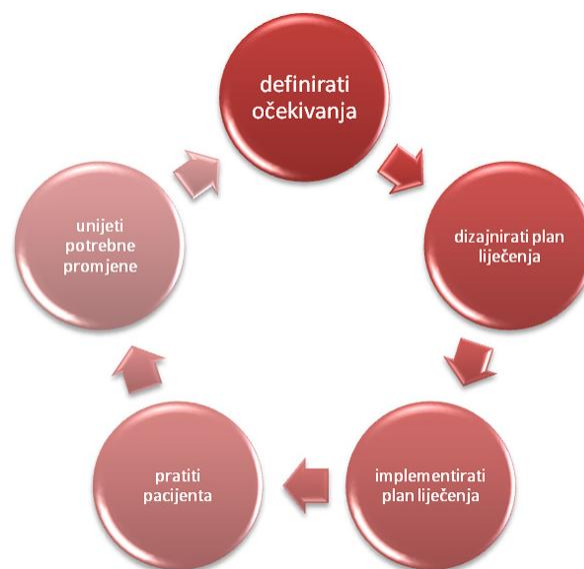 definirati
očekivanja
dizajnirati plan
liječenja
implementirati
plan liječenja
pratiti
pacijenta
unijeti
potrebne
promjene